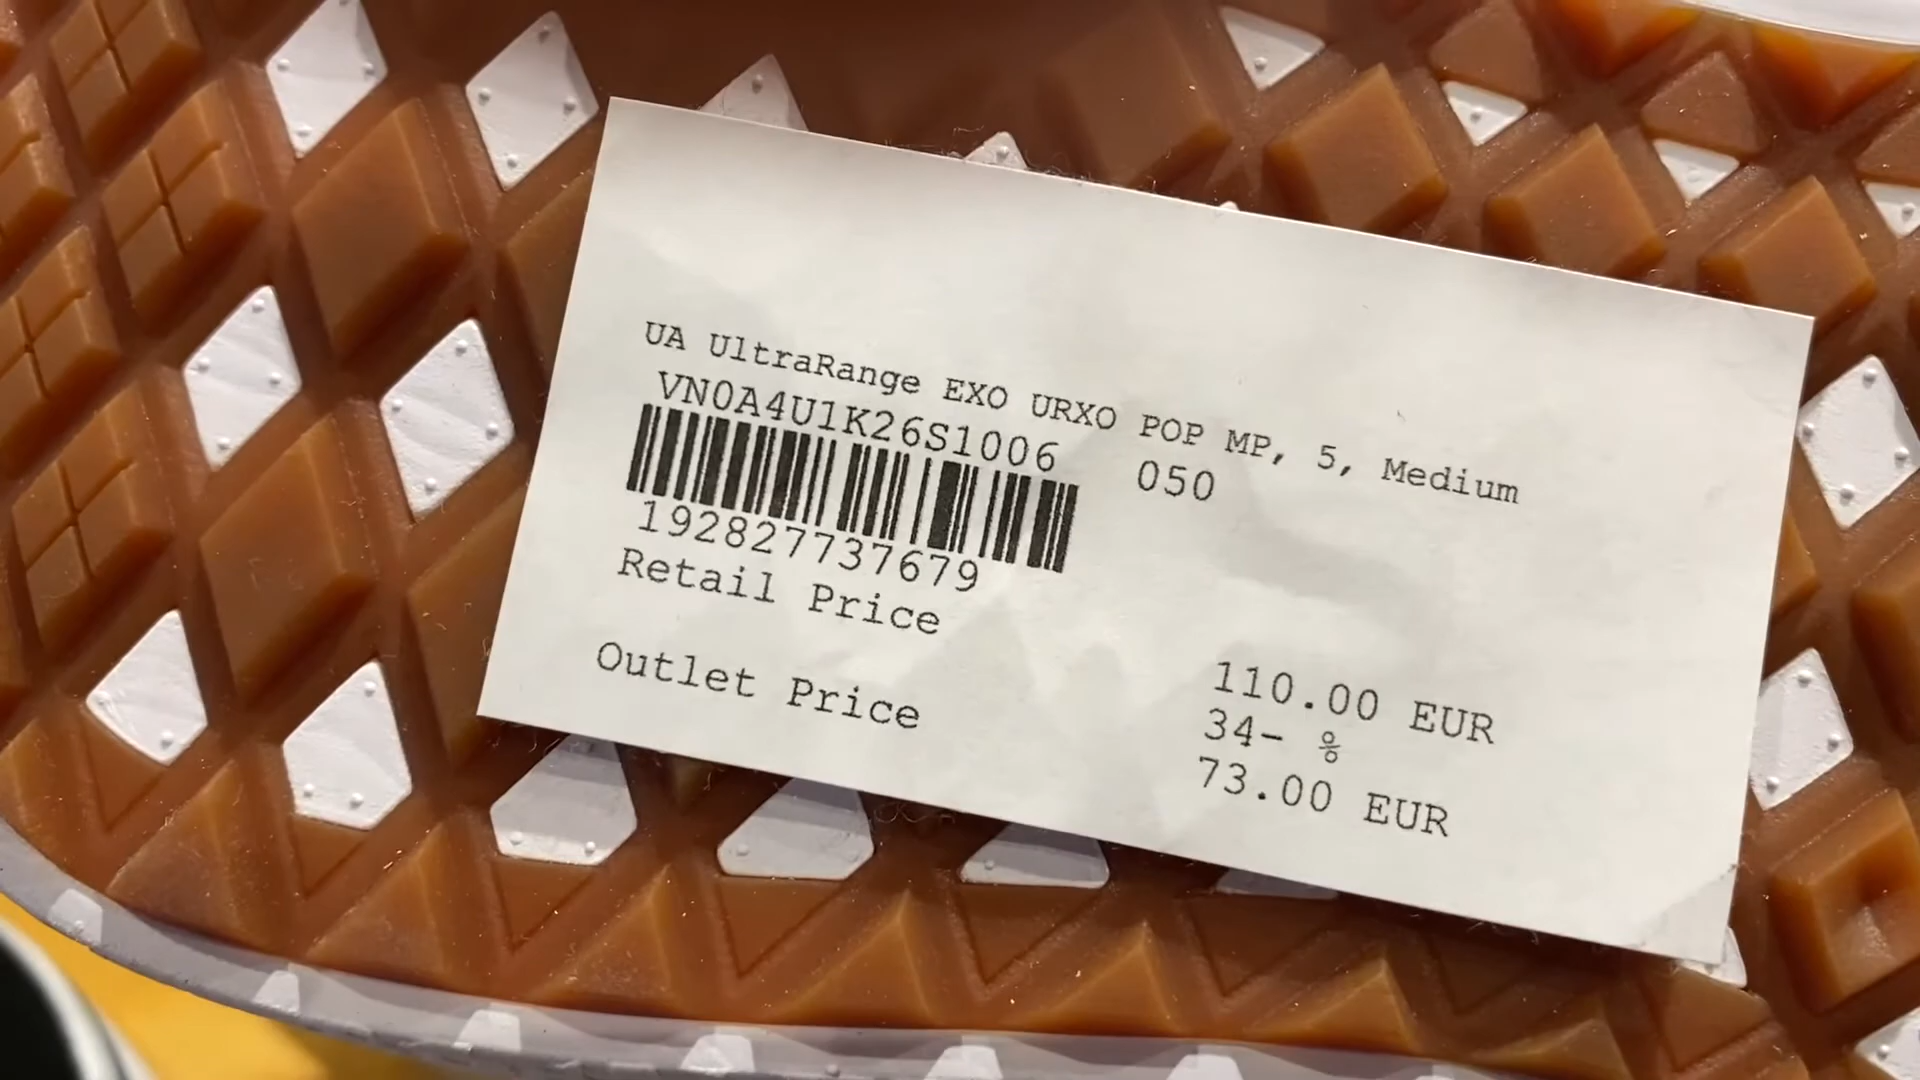 UA UltraRange EXO URXO POP MP, 5, Medium
VN0A4U1K26S1006 050
192827737679
Retail Price 110.00 EUR
34- %
Outlet Price 73.00 EUR